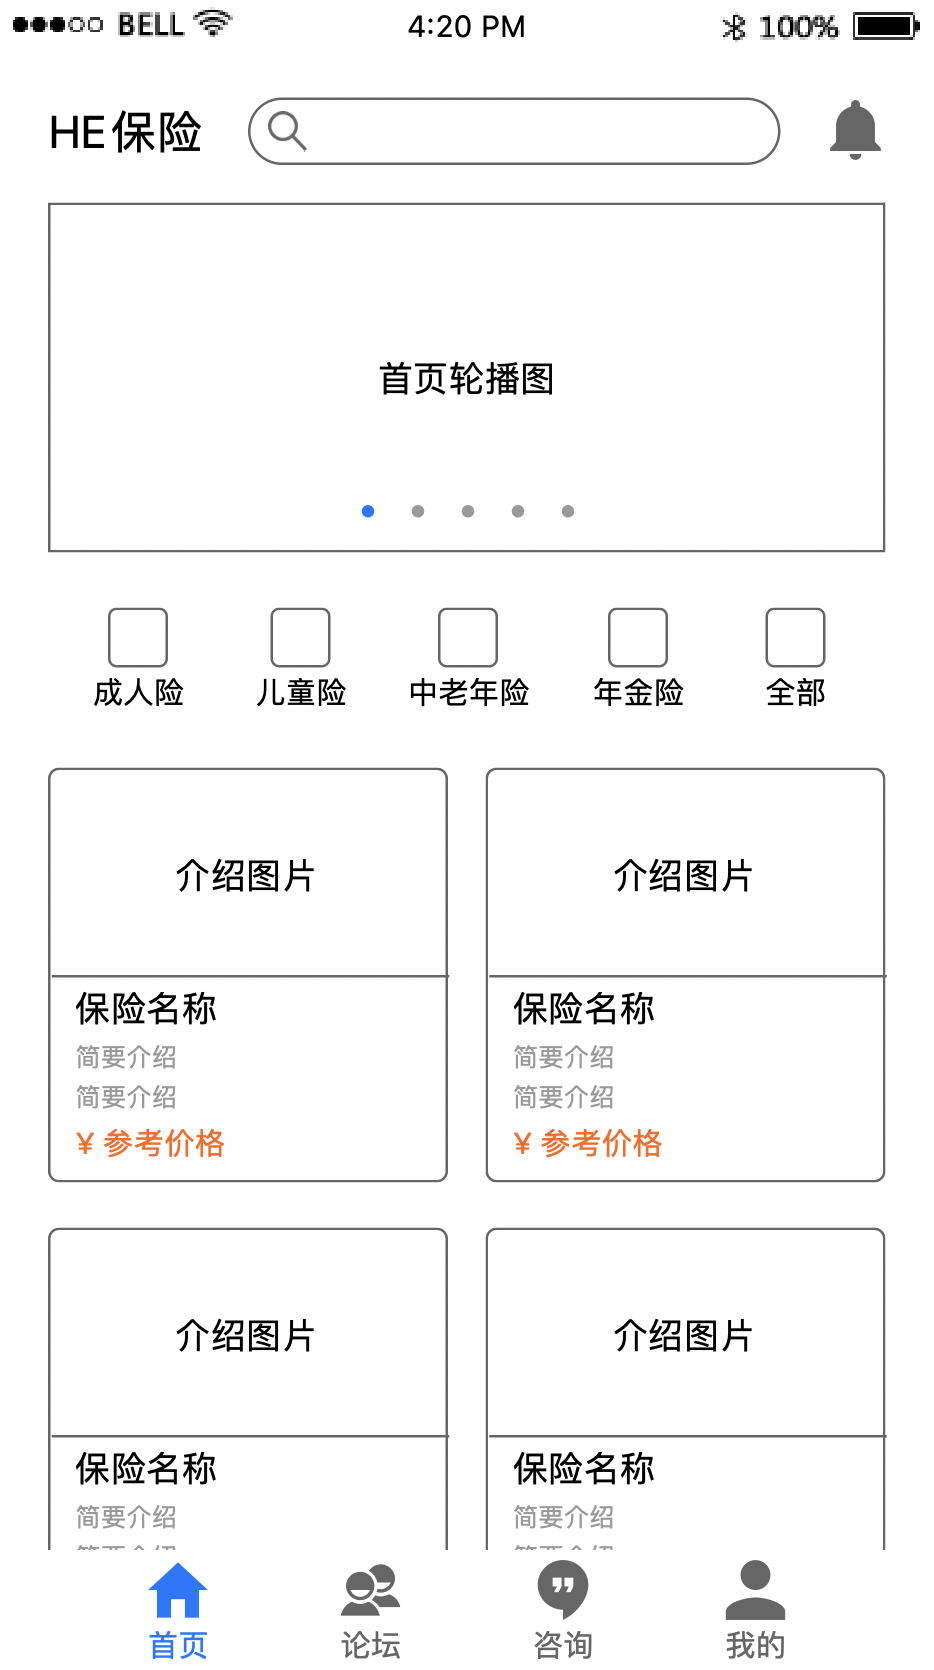 BELL 4:20 PM 100%
HE保险
首页轮播图
成人险 儿童险 中老年险 年金险 全部
介绍图片 介绍图片
保险名称 保险名称
简要介绍 简要介绍
简要介绍 简要介绍
¥ 参考价格 ¥ 参考价格
介绍图片 介绍图片
保险名称 保险名称
简要介绍 简要介绍
首页 论坛 咨询 我的